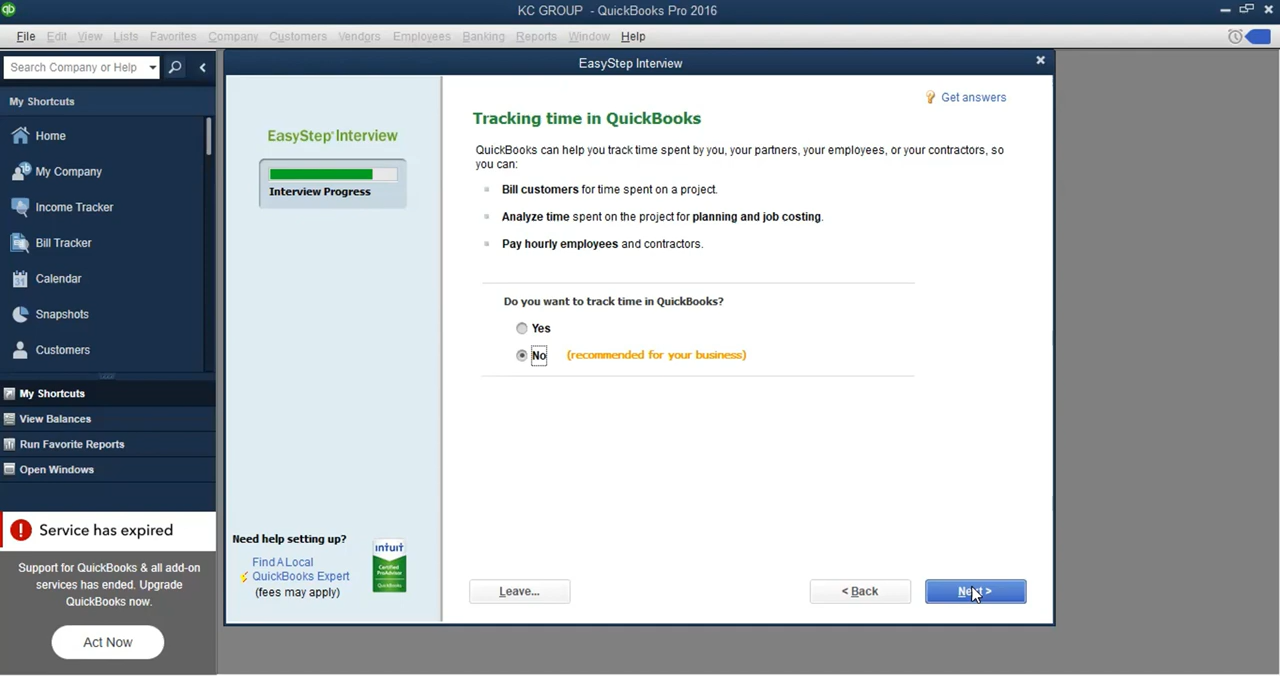 qb
KC GROUP - QuickBooks Pro 2016
File Edit View Lists Favorites Company Customers Vendors Employees Banking Reports Window Help
Search Company or Help
My Shortcuts
Home
My Company
Income Tracker
Bill Tracker
31
Calendar
Snapshots
Customers
My Shortcuts
View Balances
Run Favorite Reports
Open Windows
Service has expired
Support for QuickBooks & all add-on
services has ended. Upgrade
QuickBooks now.
Act Now
EasyStep Interview
EasyStep Interview
Interview Progress
Need help setting up?
Find A Local
QuickBooks Expert
(fees may apply)
intuit
Certified
ProAdvisor
QuickBooks
Get answers
Tracking time in QuickBooks
QuickBooks can help you track time spent by you, your partners, your employees, or your contractors, so
you can:
Bill customers for time spent on a project.
Analyze time spent on the project for planning and job costing.
Pay hourly employees and contractors.
Do you want to track time in QuickBooks?
Yes
No (recommended for your business)
Leave...
< Back
Next >